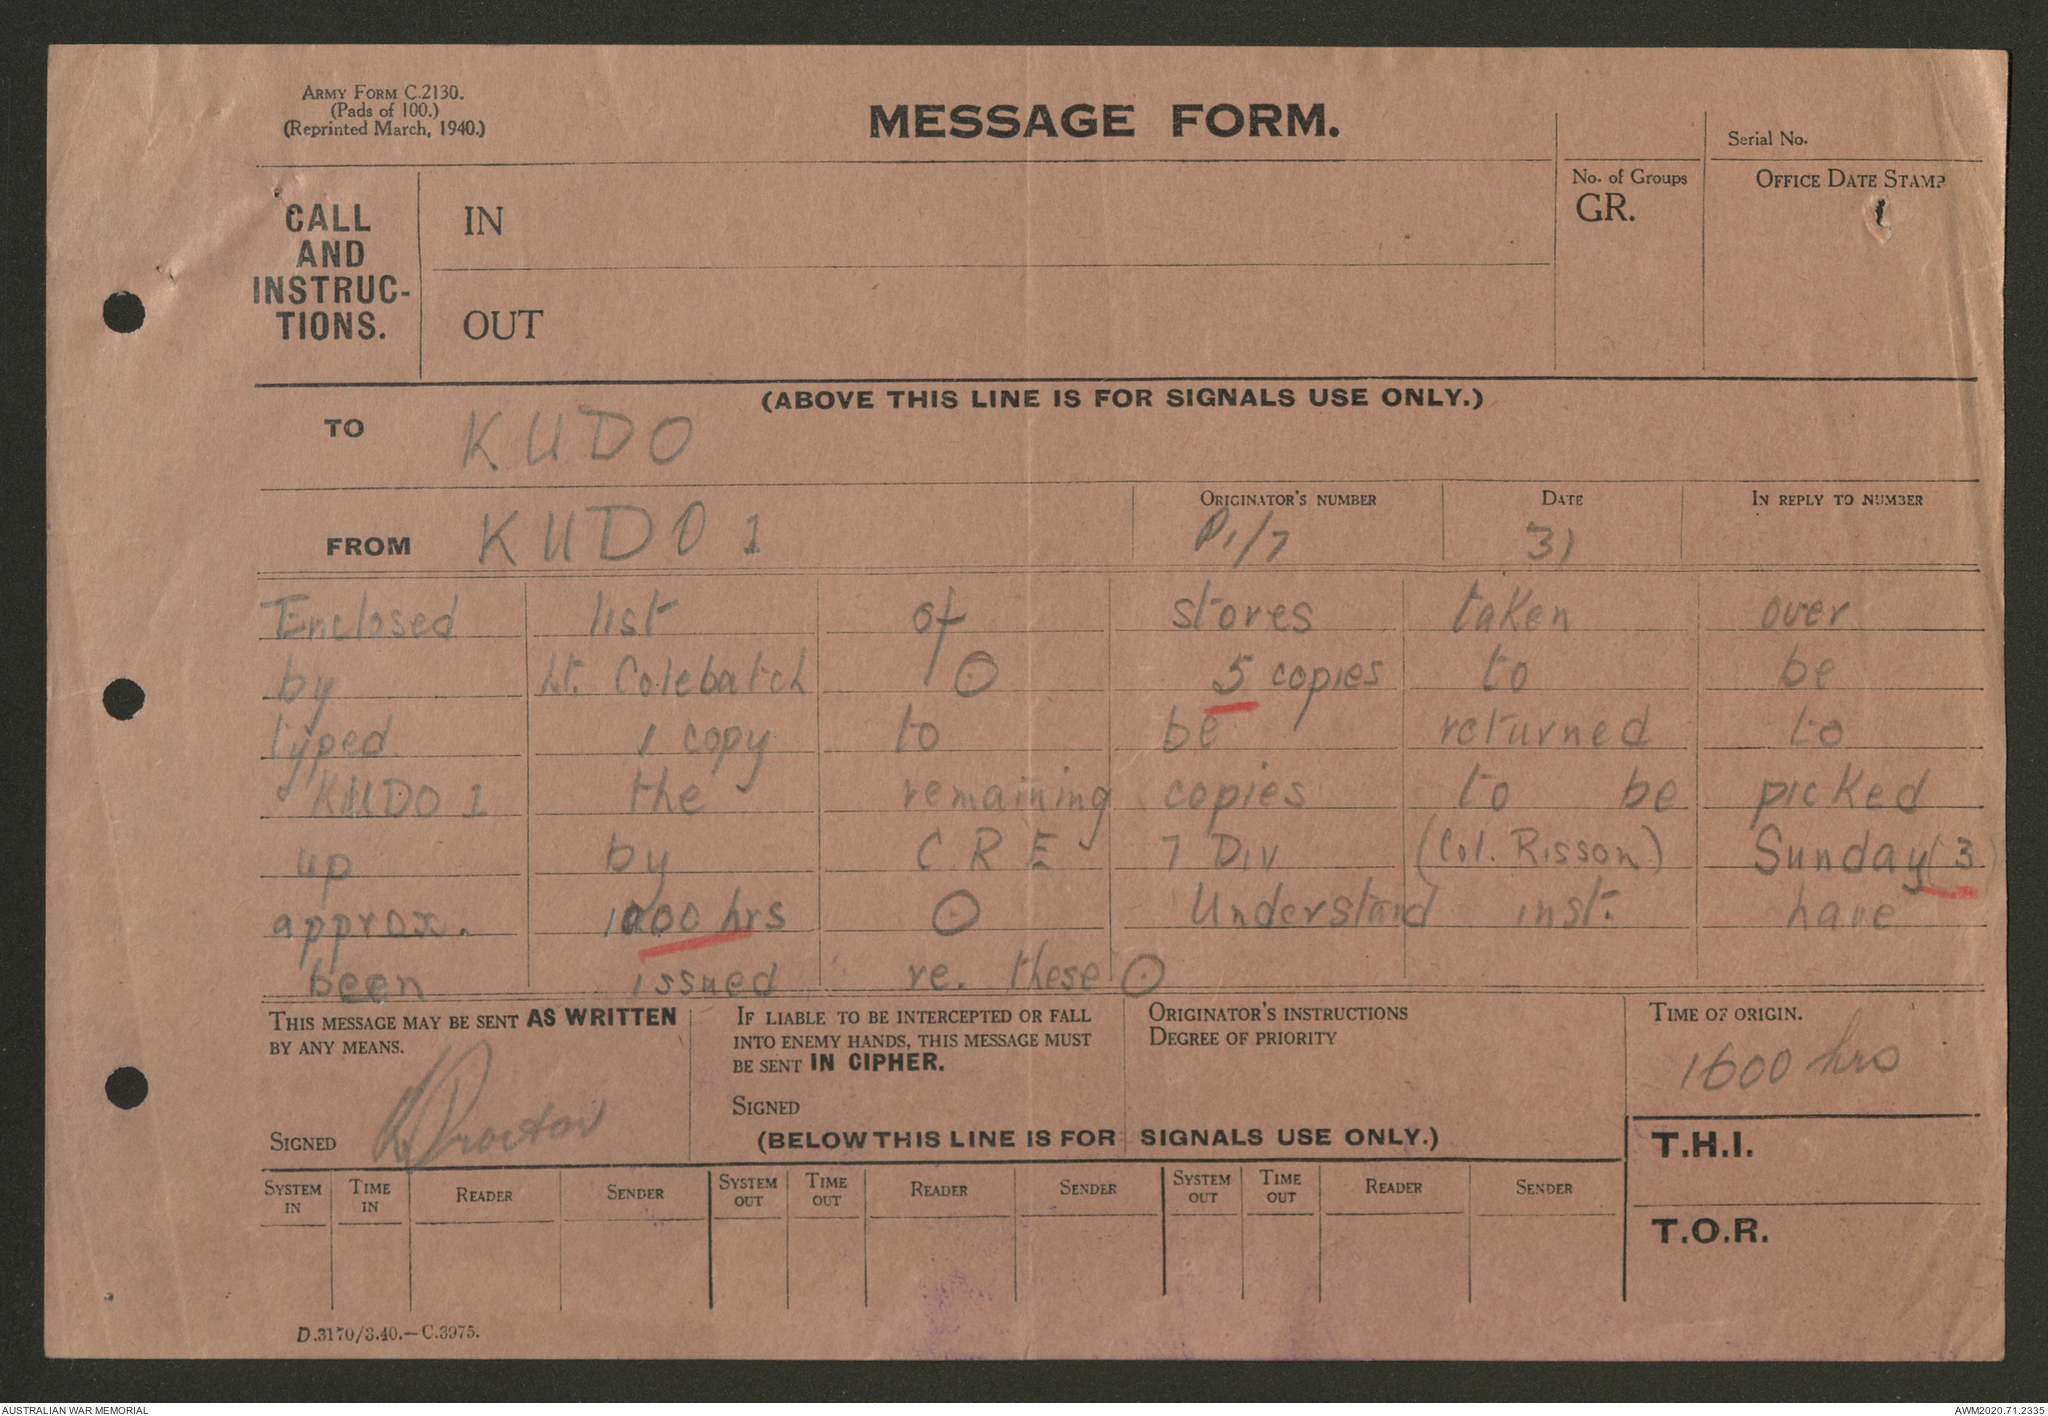 ARMY FORM C.2130.
(Pads of 100.)
(Reprinted March, 1940.)
MESSAGE FORM.
Serial No.
CALL AND INSTRUC-TIONS.
IN
OUT
No. of Groups
GR.
OFFICE DATE STAMP
(ABOVE THIS LINE IS FOR SIGNALS USE ONLY.)
TO KUDO
FROM KUDO 1
ORIGINATOR'S NUMBER
P1/7
DATE
31
IN REPLY TO NUMBER
Enclosed list of stores taken over
by Lt. Colebatch ⊙ 5 copies to be
typed 1 copy to be returned to
KUDO 1 the remaining copies to be picked
up by C R E 7 Div (Col. Risson) Sunday (3)
approx. 1000 hrs ⊙ Understand inst. have
been issued re. these ⊙
THIS MESSAGE MAY BE SENT AS WRITTEN
BY ANY MEANS.
SIGNED Proctor
IF LIABLE TO BE INTERCEPTED OR FALL
INTO ENEMY HANDS, THIS MESSAGE MUST
BE SENT IN CIPHER.
SIGNED
ORIGINATOR'S INSTRUCTIONS
DEGREE OF PRIORITY
TIME OF ORIGIN.
1600 hrs
(BELOW THIS LINE IS FOR SIGNALS USE ONLY.)
T.H.I.
T.O.R.
SYSTEM IN TIME IN READER SENDER SYSTEM OUT TIME OUT READER SENDER SYSTEM OUT TIME OUT READER SENDER
D.3170/3.40.—C.3975.
AUSTRALIAN WAR MEMORIAL
AWM2020.71.2335